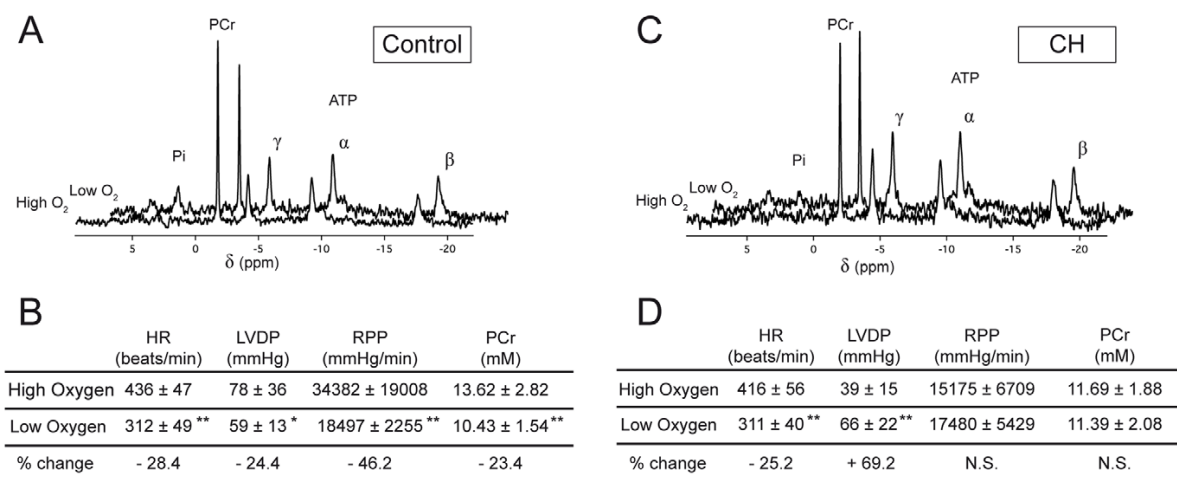 A
Control
PCr
ATP
γ
α
β
Pi
Low O₂
High O₂
5 0 -5 -10 -15 -20
δ (ppm)
C
CH
PCr
ATP
γ
α
β
Pi
Low O₂
High O₂
5 0 -5 -10 -15 -20
δ (ppm)
B
HR LVDP RPP PCr
(beats/min) (mmHg) (mmHg/min) (mM)
High Oxygen 436 ± 47 78 ± 36 34382 ± 19008 13.62 ± 2.82
Low Oxygen 312 ± 49 ** 59 ± 13 * 18497 ± 2255 ** 10.43 ± 1.54 **
% change - 28.4 - 24.4 - 46.2 - 23.4
D
HR LVDP RPP PCr
(beats/min) (mmHg) (mmHg/min) (mM)
High Oxygen 416 ± 56 39 ± 15 15175 ± 6709 11.69 ± 1.88
Low Oxygen 311 ± 40 ** 66 ± 22 ** 17480 ± 5429 11.39 ± 2.08
% change - 25.2 + 69.2 N.S. N.S.